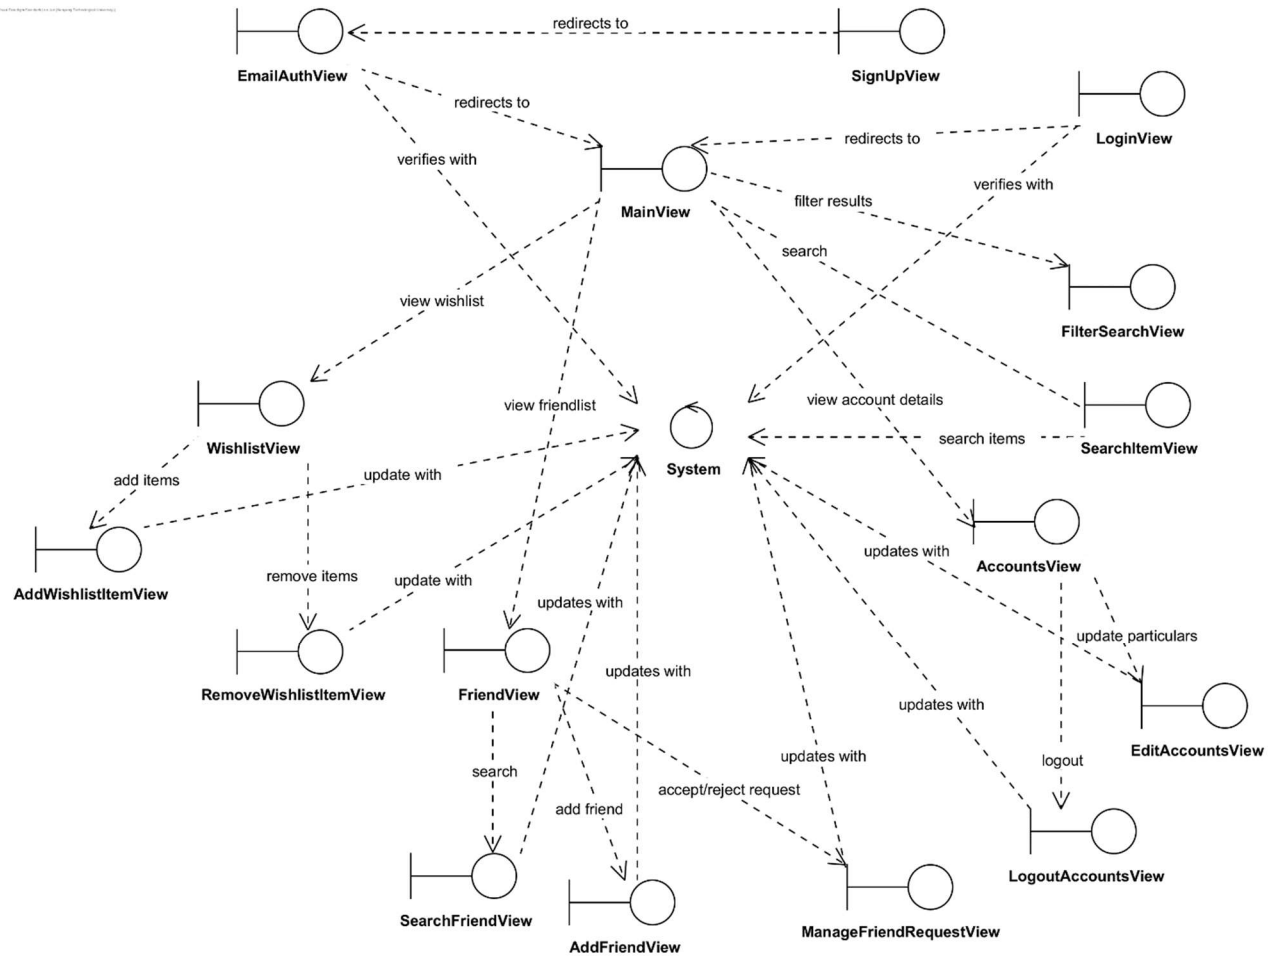 redirects to
EmailAuthView
SignUpView
redirects to
redirects to
LoginView
verifies with
verifies with
MainView
filter results
search
view wishlist
FilterSearchView
view friendlist
view account details
WishlistView
System
search items
SearchItemView
add items
update with
updates with
AccountsView
AddWishlistItemView
remove items
update with
updates with
update particulars
RemoveWishlistItemView
FriendView
updates with
updates with
EditAccountsView
search
updates with
logout
accept/reject request
add friend
LogoutAccountsView
SearchFriendView
AddFriendView
ManageFriendRequestView